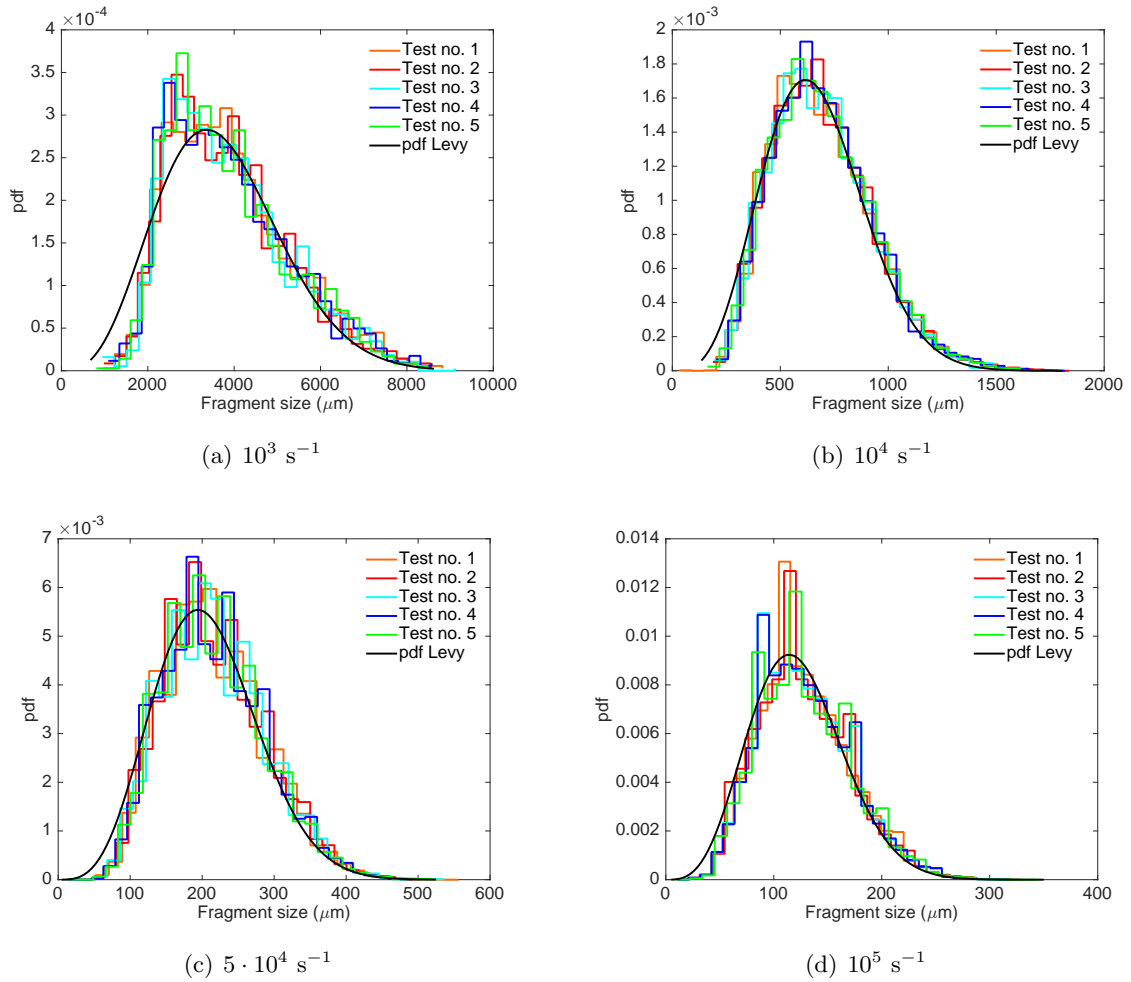 ×10⁻⁴
4
3.5
3
2.5
2
1.5
1
0.5
0
pdf
0 2000 4000 6000 8000 10000
Fragment size (μm)
Test no. 1
Test no. 2
Test no. 3
Test no. 4
Test no. 5
pdf Levy
(a) 10³ s⁻¹
×10⁻³
2
1.8
1.6
1.4
1.2
1
0.8
0.6
0.4
0.2
0
pdf
0 500 1000 1500 2000
Fragment size (μm)
Test no. 1
Test no. 2
Test no. 3
Test no. 4
Test no. 5
pdf Levy
(b) 10⁴ s⁻¹
×10⁻³
7
6
5
4
3
2
1
0
pdf
0 100 200 300 400 500 600
Fragment size (μm)
Test no. 1
Test no. 2
Test no. 3
Test no. 4
Test no. 5
pdf Levy
(c) 5 · 10⁴ s⁻¹
0.014
0.012
0.01
0.008
0.006
0.004
0.002
0
pdf
0 100 200 300 400
Fragment size (μm)
Test no. 1
Test no. 2
Test no. 3
Test no. 4
Test no. 5
pdf Levy
(d) 10⁵ s⁻¹